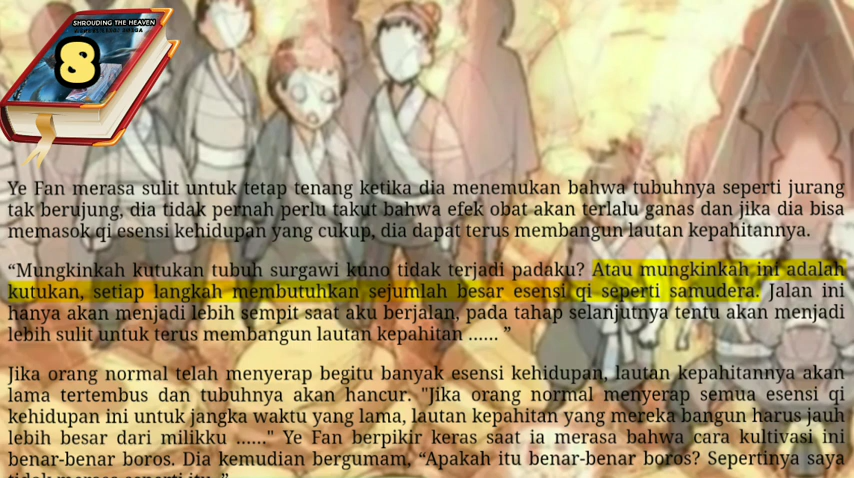 SHROUDING THE HEAVEN
8
Ye Fan merasa sulit untuk tetap tenang ketika dia menemukan bahwa tubuhnya seperti jurang
tak berujung, dia tidak pernah perlu takut bahwa efek obat akan terlalu ganas dan jika dia bisa
memasok qi esensi kehidupan yang cukup, dia dapat terus membangun lautan kepahitannya.
“Mungkinkah kutukan tubuh surgawi kuno tidak terjadi padaku? Atau mungkinkah ini adalah
kutukan, setiap langkah membutuhkan sejumlah besar esensi qi seperti samudera. Jalan ini
hanya akan menjadi lebih sempit saat aku berjalan, pada tahap selanjutnya tentu akan menjadi
lebih sulit untuk terus membangun lautan kepahitan ...... ”
Jika orang normal telah menyerap begitu banyak esensi kehidupan, lautan kepahitannya akan
lama tertembus dan tubuhnya akan hancur. "Jika orang normal menyerap semua esensi qi
kehidupan ini untuk jangka waktu yang lama, lautan kepahitan yang mereka bangun harus jauh
lebih besar dari milikku ......" Ye Fan berpikir keras saat ia merasa bahwa cara kultivasi ini
benar-benar boros. Dia kemudian bergumam, “Apakah itu benar-benar boros? Sepertinya saya